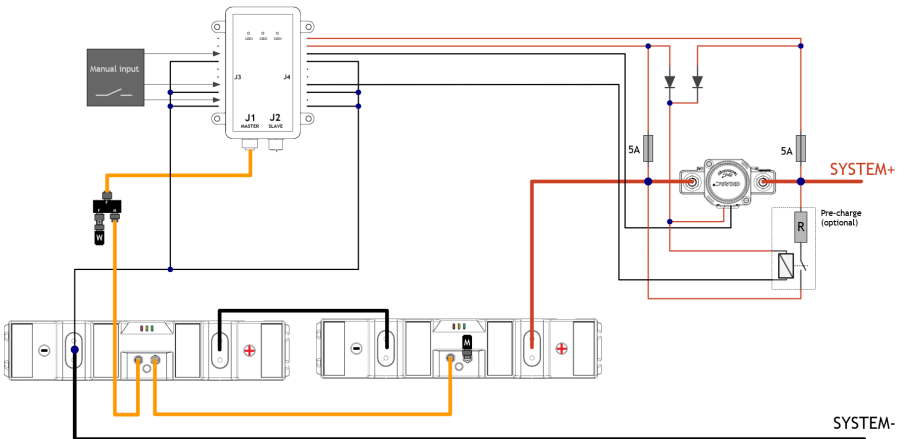 Manual input
J3
J4
J1
J2
MASTER
SLAVE
5A
5A
SYSTEM+
Pre-charge
(optional)
R
W
M
SYSTEM-